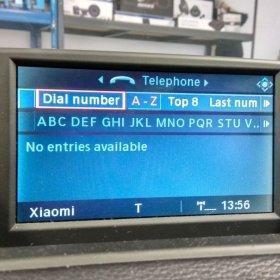 Telephone
Dial number A - Z Top 8 Last num
ABC DEF GHI JKL MNO PQR STU V..
No entries available
Xiaomi T 13:56